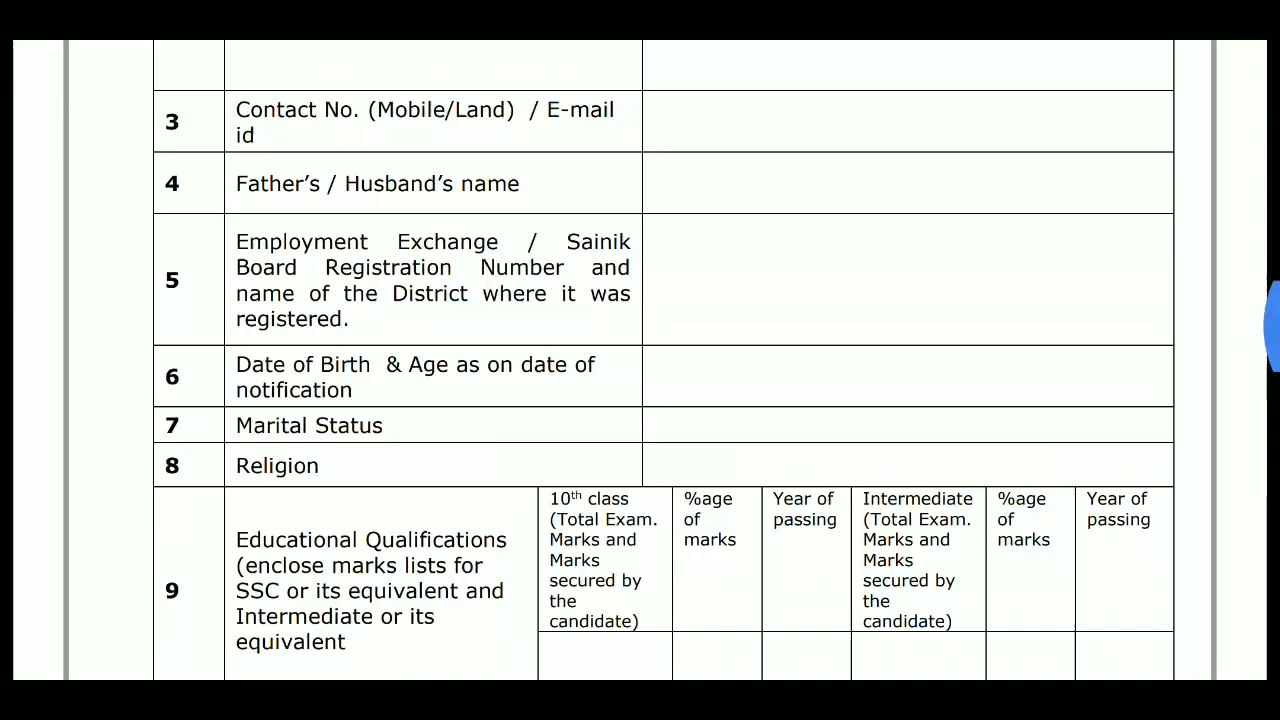 3
Contact No. (Mobile/Land)  / E-mail
id
4
Father’s / Husband’s name
5
Employment Exchange / Sainik
Board Registration Number and
name of the District where it was
registered.
6
Date of Birth  & Age as on date of
notification
7
Marital Status
8
Religion
9
Educational Qualifications
(enclose marks lists for
SSC or its equivalent and
Intermediate or its
equivalent
10th class
(Total Exam.
Marks and
Marks
secured by
the
candidate)
%age
of
marks
Year of
passing
Intermediate
(Total Exam.
Marks and
Marks
secured by
the
candidate)
%age
of
marks
Year of
passing